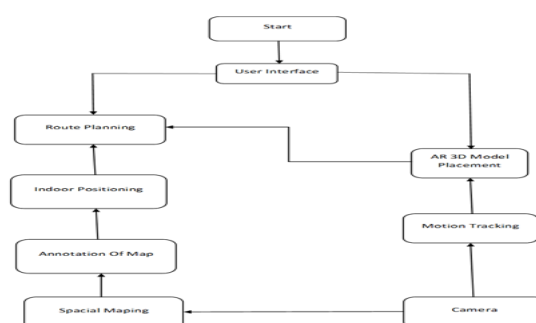 Start
User Interface
Route Planning
AR 3D Model
Placement
Indoor Positioning
Motion Tracking
Annotation Of Map
Spacial Maping
Camera